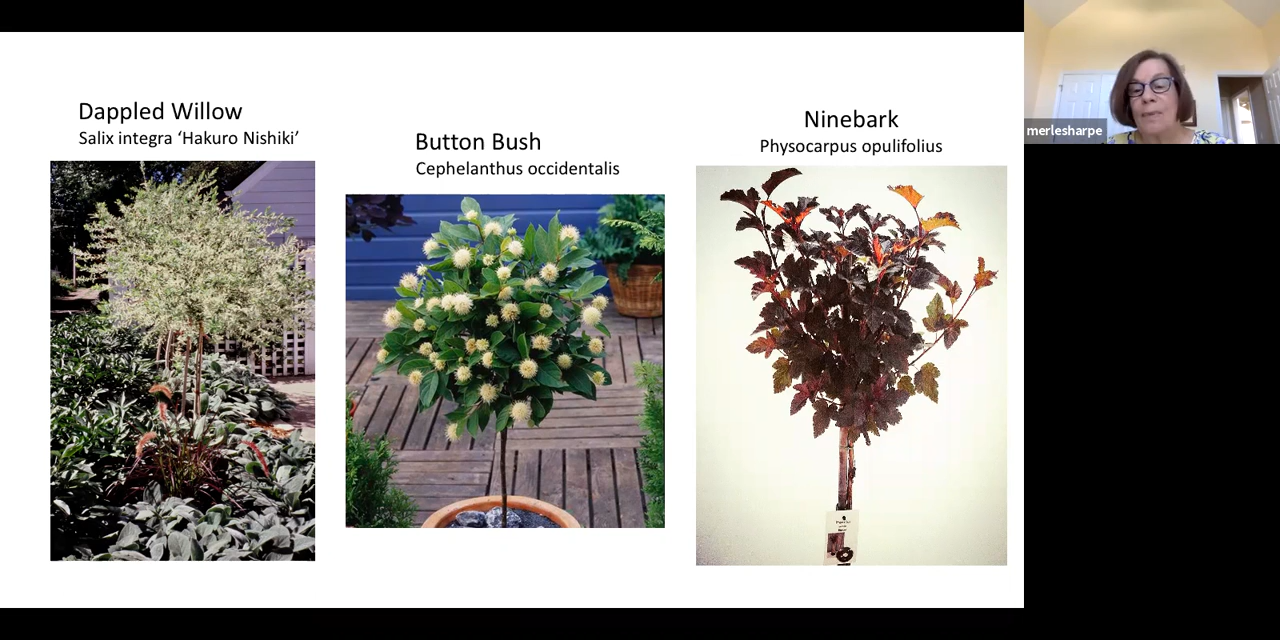 Dappled Willow
Salix integra ‘Hakuro Nishiki’
Button Bush
Cephelanthus occidentalis
Ninebark
Physocarpus opulifolius
merlesharpe